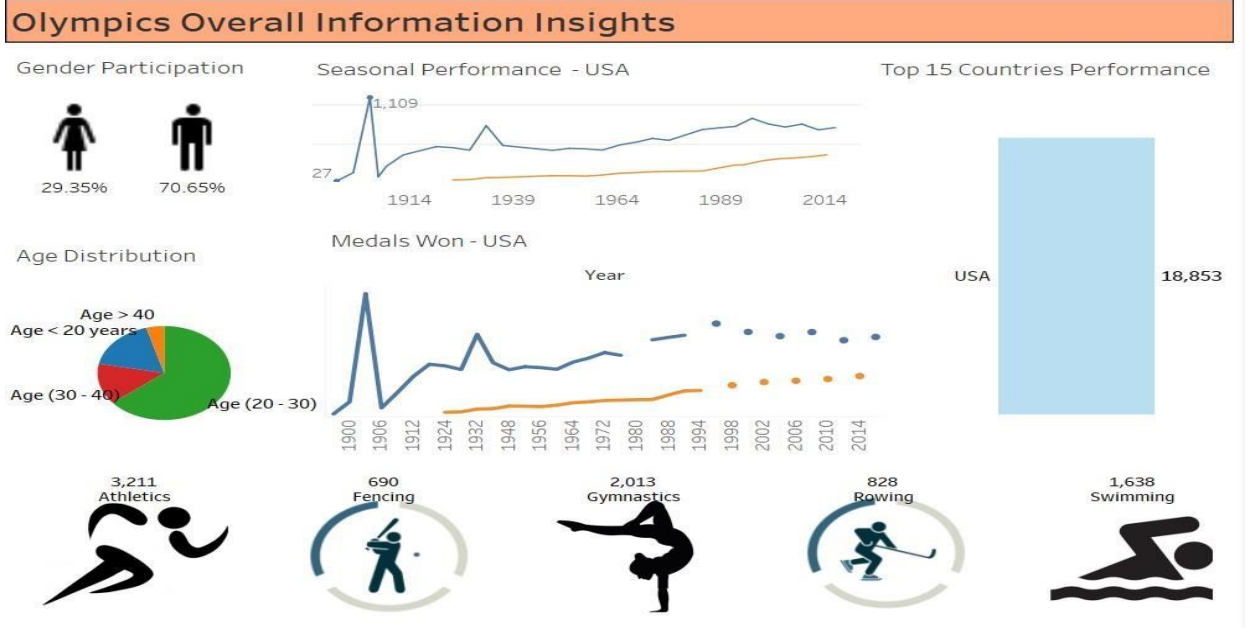 Olympics Overall Information Insights
Gender Participation
29.35%
70.65%
Seasonal Performance - USA
1,109
27
1914 1939 1964 1989 2014
Top 15 Countries Performance
USA
18,853
Age Distribution
Age > 40
Age < 20 years
Age (30 - 40)
Age (20 - 30)
Medals Won - USA
Year
1900 1906 1912 1924 1932 1948 1956 1964 1972 1980 1988 1994 1998 2002 2006 2010 2014
3,211
Athletics
690
Fencing
2,013
Gymnastics
828
Rowing
1,638
Swimming